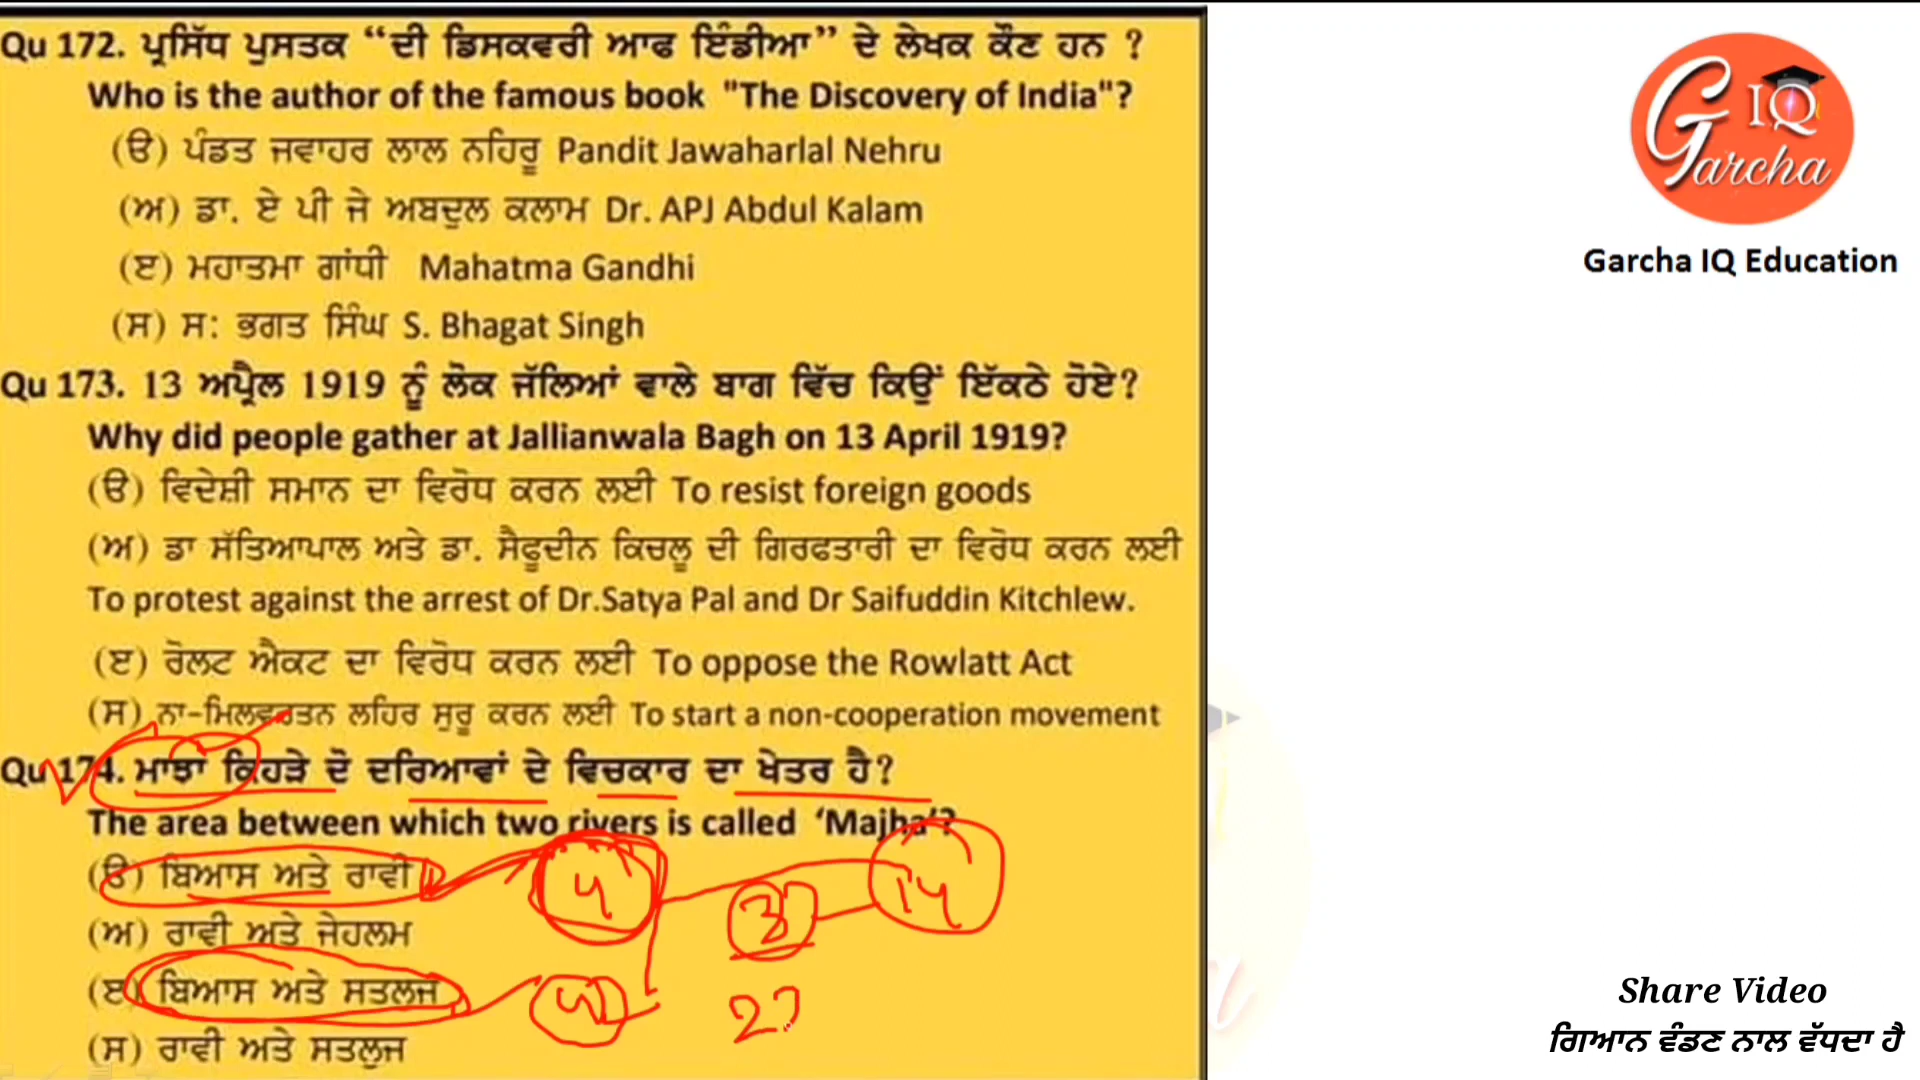 Qu 172. ਪ੍ਰਸਿੱਧ ਪੁਸਤਕ “ਦੀ ਡਿਸਕਵਰੀ ਆਫ ਇੰਡੀਆ” ਦੇ ਲੇਖਕ ਕੌਣ ਹਨ ?
Who is the author of the famous book "The Discovery of India"?
(ੳ) ਪੰਡਤ ਜਵਾਹਰ ਲਾਲ ਨਹਿਰੂ Pandit Jawaharlal Nehru
(ਅ) ਡਾ. ਏ ਪੀ ਜੇ ਅਬਦੁਲ ਕਲਾਮ Dr. APJ Abdul Kalam
(ੲ) ਮਹਾਤਮਾ ਗਾਂਧੀ Mahatma Gandhi
(ਸ) ਸ: ਭਗਤ ਸਿੰਘ S. Bhagat Singh
Qu 173. 13 ਅਪ੍ਰੈਲ 1919 ਨੂੰ ਲੋਕ ਜੱਲਿਆਂ ਵਾਲੇ ਬਾਗ ਵਿੱਚ ਕਿਉਂ ਇੱਕਠੇ ਹੋਏ?
Why did people gather at Jallianwala Bagh on 13 April 1919?
(ੳ) ਵਿਦੇਸ਼ੀ ਸਮਾਨ ਦਾ ਵਿਰੋਧ ਕਰਨ ਲਈ To resist foreign goods
(ਅ) ਡਾ ਸੱਤਿਆਪਾਲ ਅਤੇ ਡਾ. ਸੈਫੂਦੀਨ ਕਿਚਲੂ ਦੀ ਗਿਰਫਤਾਰੀ ਦਾ ਵਿਰੋਧ ਕਰਨ ਲਈ
To protest against the arrest of Dr.Satya Pal and Dr Saifuddin Kitchlew.
(ੲ) ਰੋਲਟ ਐਕਟ ਦਾ ਵਿਰੋਧ ਕਰਨ ਲਈ To oppose the Rowlatt Act
(ਸ) ਨਾ-ਮਿਲਵਰਤਨ ਲਹਿਰ ਸੁਰੂ ਕਰਨ ਲਈ To start a non-cooperation movement
Qu 174. ਮਾਝਾ ਕਿਹੜੇ ਦੋ ਦਰਿਆਵਾਂ ਦੇ ਵਿਚਕਾਰ ਦਾ ਖੇਤਰ ਹੈ?
The area between which two rivers is called ‘Majha’?
(ੳ) ਬਿਆਸ ਅਤੇ ਰਾਵੀ
(ਅ) ਰਾਵੀ ਅਤੇ ਜੇਹਲਮ
(ੲ) ਬਿਆਸ ਅਤੇ ਸਤਲਜ
(ਸ) ਰਾਵੀ ਅਤੇ ਸਤਲੁਜ
IQ
Garcha
Garcha IQ Education
Share Video
ਗਿਆਨ ਵੰਡਣ ਨਾਲ ਵੱਧਦਾ ਹੈ